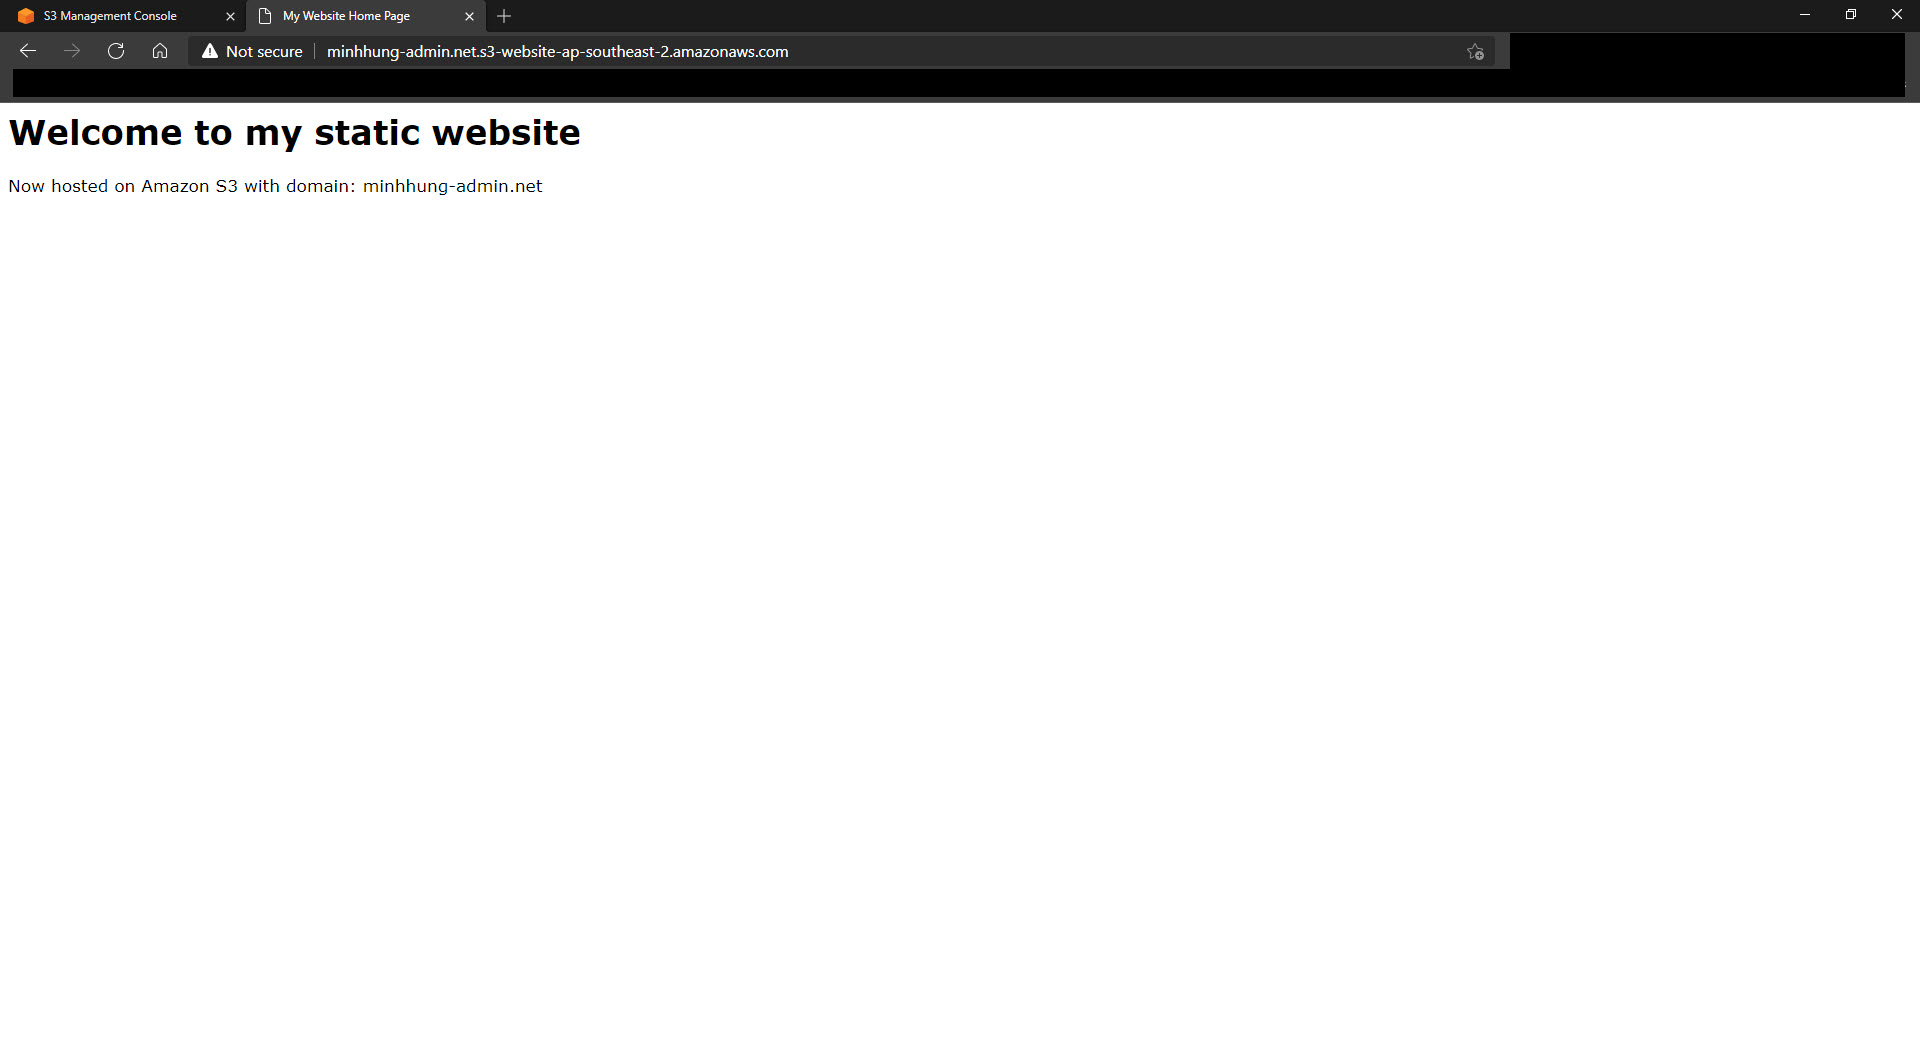 S3 Management Console
My Website Home Page
Not secure
minhhung-admin.net.s3-website-ap-southeast-2.amazonaws.com
Welcome to my static website
Now hosted on Amazon S3 with domain: minhhung-admin.net